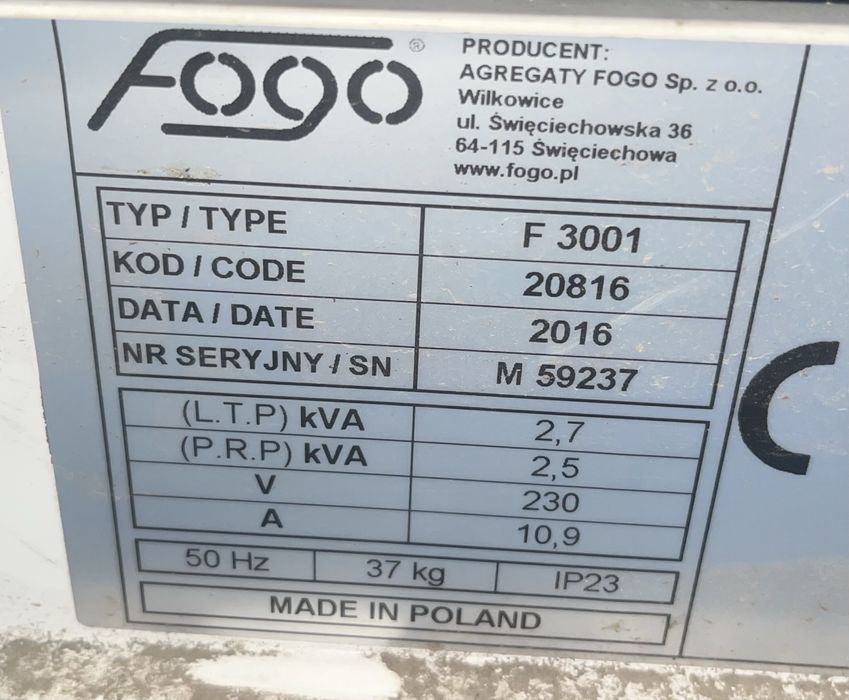 FOGO ®
PRODUCENT:
AGREGATY FOGO Sp. z o.o.
Wilkowice
ul. Święciechowska 36
64-115 Święciechowa
www.fogo.pl
TYP / TYPE F 3001
KOD / CODE 20816
DATA / DATE 2016
NR SERYJNY / SN M 59237
(L.T.P) kVA 2,7
(P.R.P) kVA 2,5
V 230
A 10,9
50 Hz 37 kg IP23
MADE IN POLAND